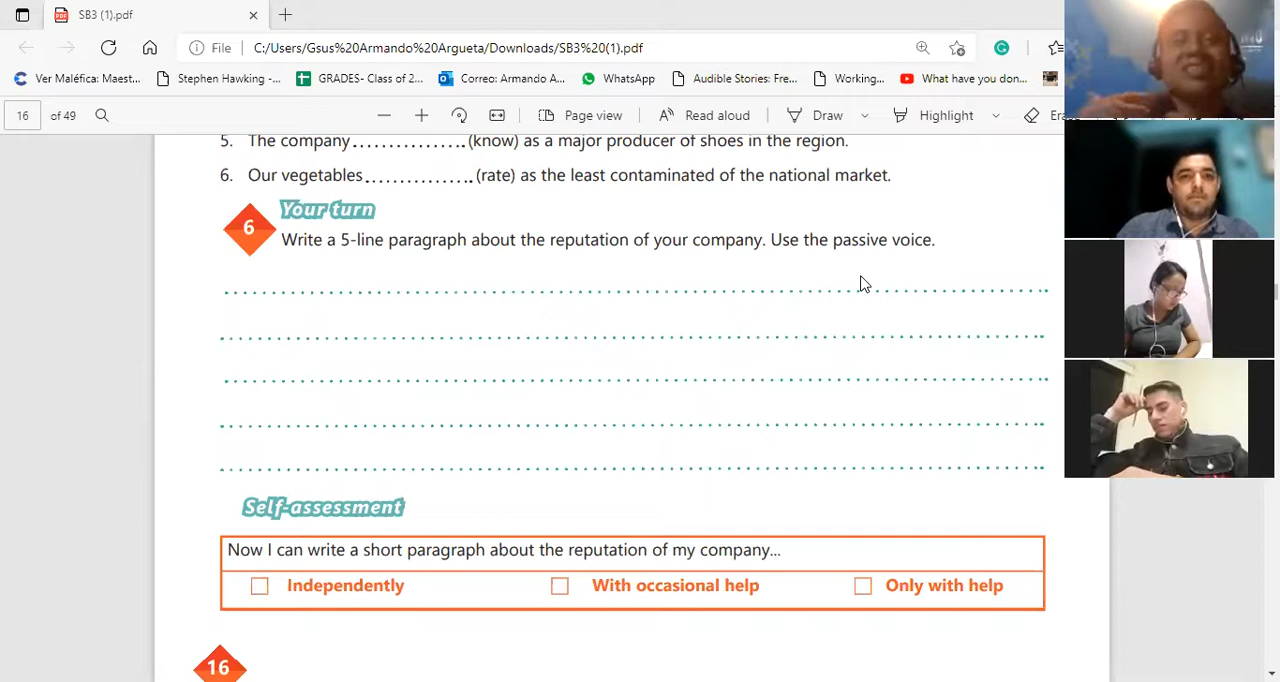 SB3 (1).pdf
File
C:/Users/Gsus%20Armando%20Argueta/Downloads/SB3%20(1).pdf
Ver Maléfica: Maest...
Stephen Hawking -...
GRADES- Class of 2...
Correo: Armando A...
WhatsApp
Audible Stories: Fre...
Working...
What have you don...
16 of 49
Page view
Read aloud
Draw
Highlight
5. The company................(know) as a major producer of shoes in the region.
6. Our vegetables................(rate) as the least contaminated of the national market.
Your turn
6
Write a 5-line paragraph about the reputation of your company. Use the passive voice.
Self-assessment
Now I can write a short paragraph about the reputation of my company...
Independently
With occasional help
Only with help
16